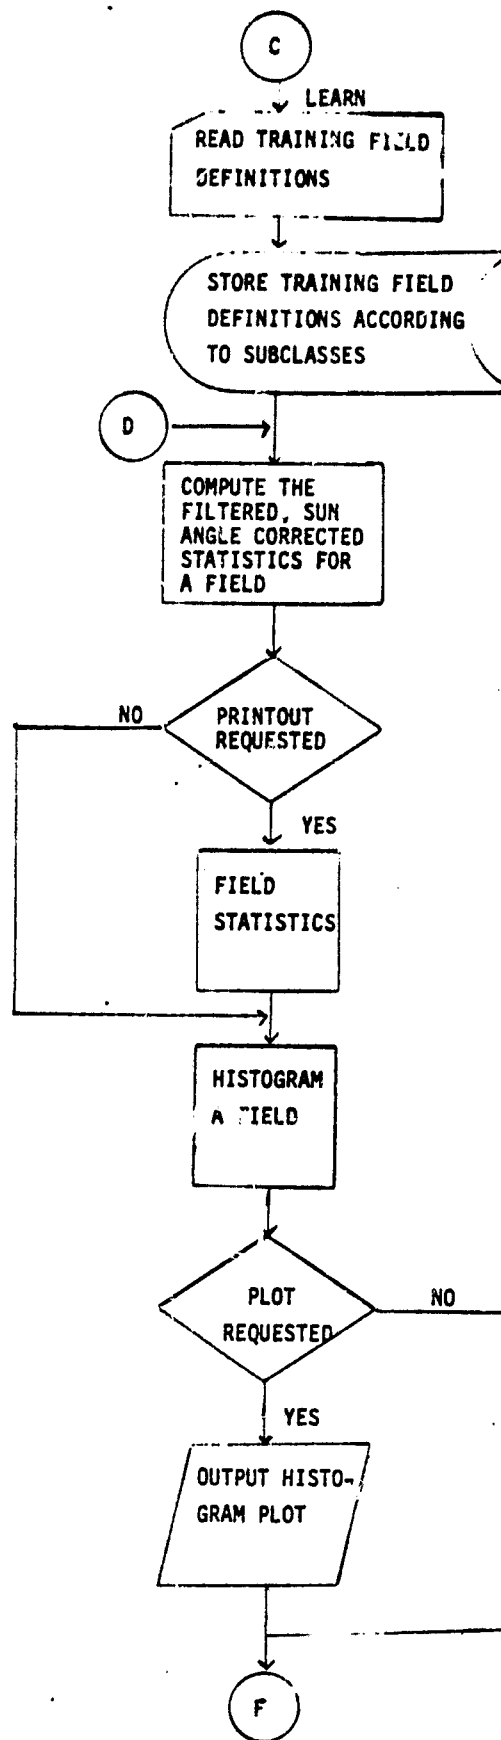 C
LEARN
READ TRAINING FIELD
DEFINITIONS
STORE TRAINING FIELD
DEFINITIONS ACCORDING
TO SUBCLASSES
D
COMPUTE THE
FILTERED, SUN
ANGLE CORRECTED
STATISTICS FOR
A FIELD
NO
PRINTOUT
REQUESTED
YES
FIELD
STATISTICS
HISTOGRAM
A FIELD
PLOT
REQUESTED
NO
YES
OUTPUT HISTO-
GRAM PLOT
F